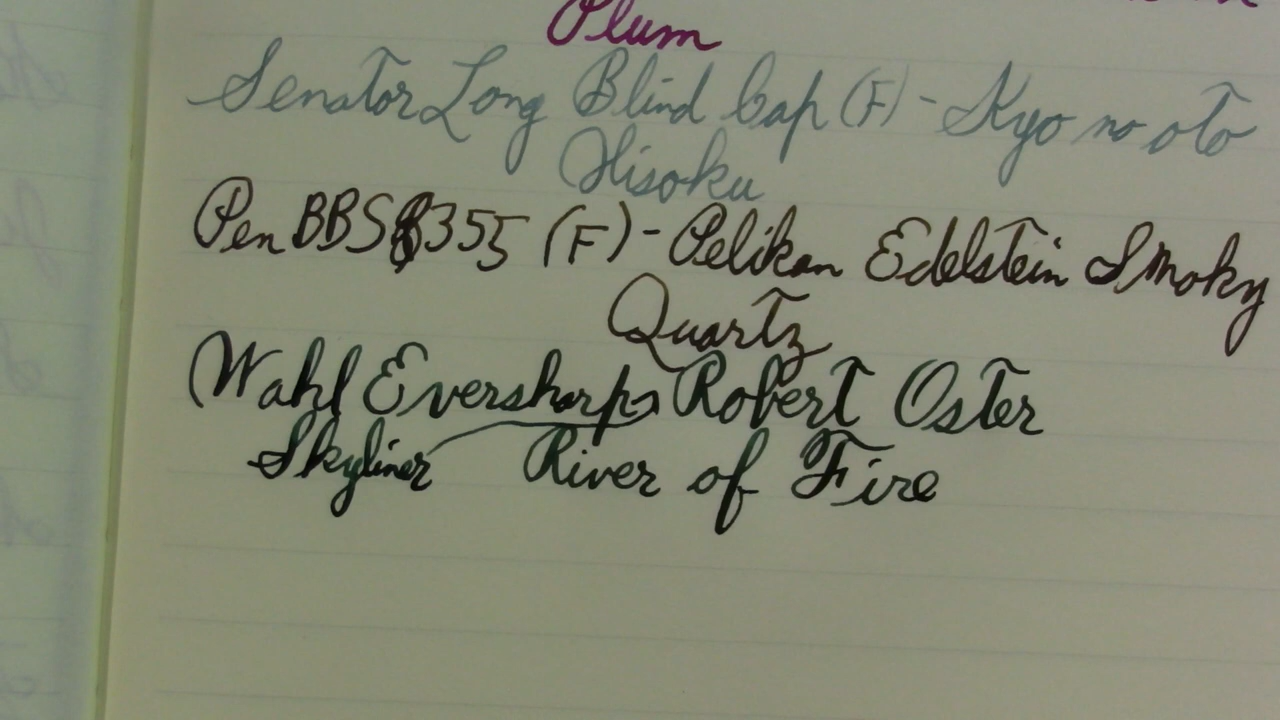 Plum
Senator Long Blind Cap (F) - Kyo no oto
Hisoku
Pen BBS 355 (F) - Pelikan Edelstein Smoky
Quartz
Wahl Eversharp → Robert Oster
Skyliner River of Fire